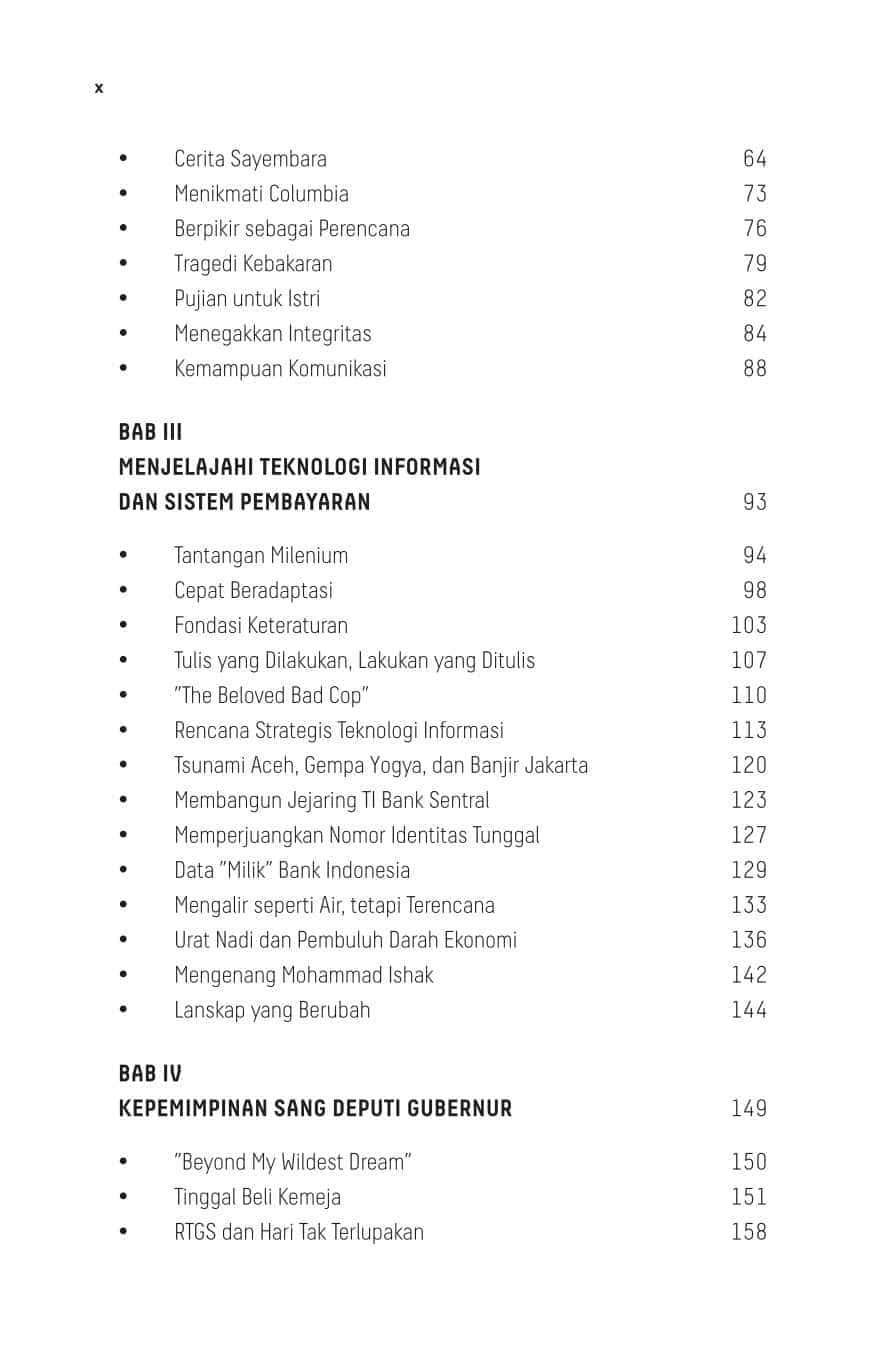 x
• Cerita Sayembara 64
• Menikmati Columbia 73
• Berpikir sebagai Perencana 76
• Tragedi Kebakaran 79
• Pujian untuk Istri 82
• Menegakkan Integritas 84
• Kemampuan Komunikasi 88
BAB III
MENJELAJAHI TEKNOLOGI INFORMASI
DAN SISTEM PEMBAYARAN 93
• Tantangan Milenium 94
• Cepat Beradaptasi 98
• Fondasi Keteraturan 103
• Tulis yang Dilakukan, Lakukan yang Ditulis 107
• "The Beloved Bad Cop" 110
• Rencana Strategis Teknologi Informasi 113
• Tsunami Aceh, Gempa Yogya, dan Banjir Jakarta 120
• Membangun Jejaring TI Bank Sentral 123
• Memperjuangkan Nomor Identitas Tunggal 127
• Data "Milik" Bank Indonesia 129
• Mengalir seperti Air, tetapi Terencana 133
• Urat Nadi dan Pembuluh Darah Ekonomi 136
• Mengenang Mohammad Ishak 142
• Lanskap yang Berubah 144
BAB IV
KEPEMIMPINAN SANG DEPUTI GUBERNUR 149
• "Beyond My Wildest Dream" 150
• Tinggal Beli Kemeja 151
• RTGS dan Hari Tak Terlupakan 158